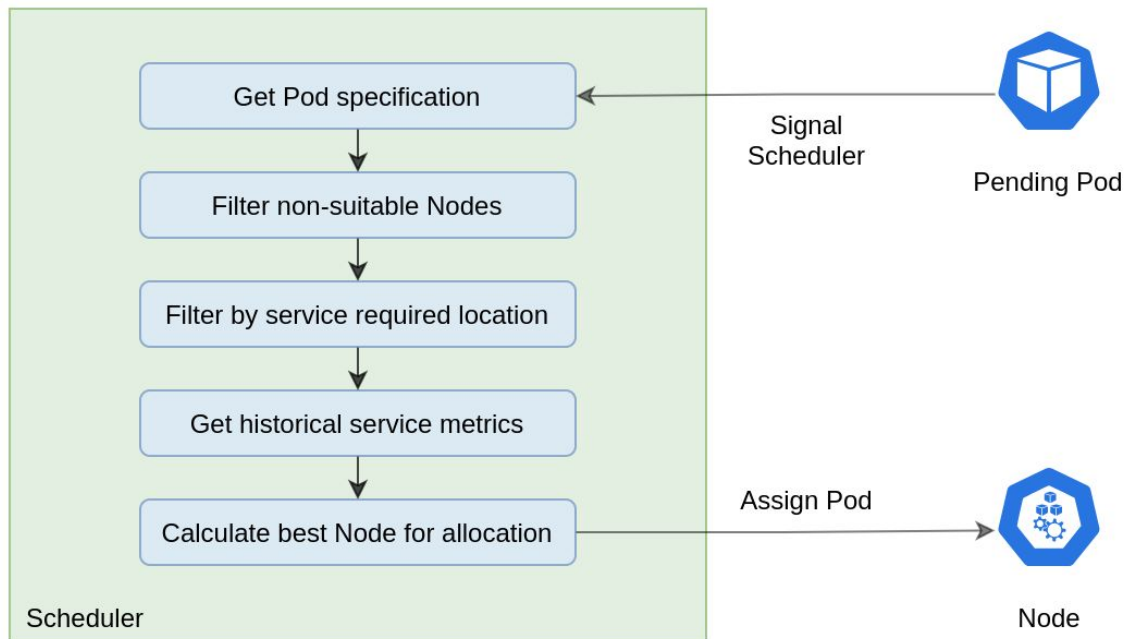 Get Pod specification
Signal
Scheduler
Pending Pod
Filter non-suitable Nodes
Filter by service required location
Get historical service metrics
Calculate best Node for allocation
Assign Pod
Scheduler
Node